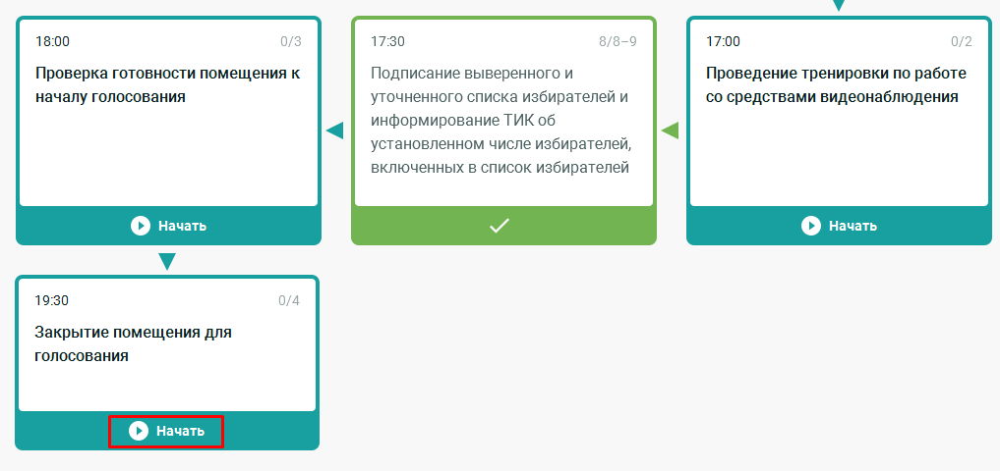 18:00 0/3
Проверка готовности помещения к
началу голосования
Начать
17:30 8/8–9
Подписание выверенного и
уточненного списка избирателей и
информирование ТИК об
установленном числе избирателей,
включенных в список избирателей
17:00 0/2
Проведение тренировки по работе
со средствами видеонаблюдения
Начать
19:30 0/4
Закрытие помещения для
голосования
Начать